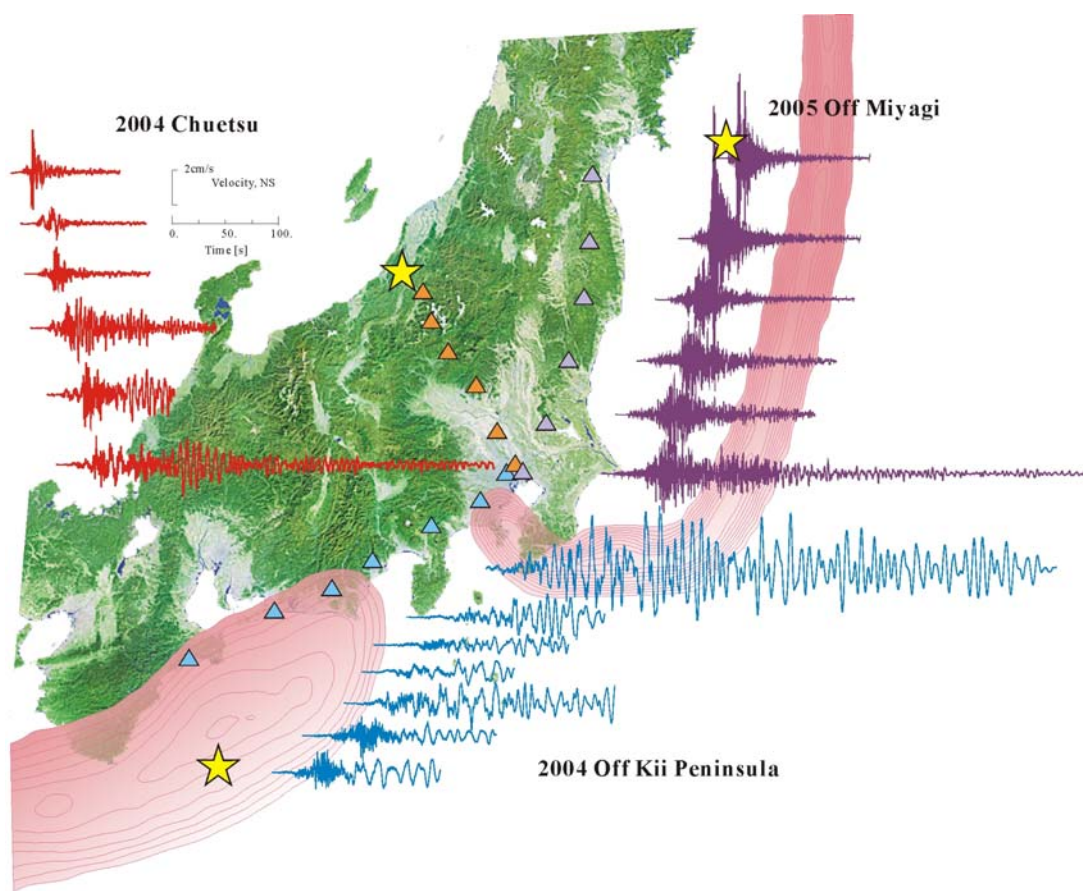 2005 Off Miyagi
2004 Chuetsu
2cm/s
Velocity, NS
0. 50. 100.
Time [s]
2004 Off Kii Peninsula